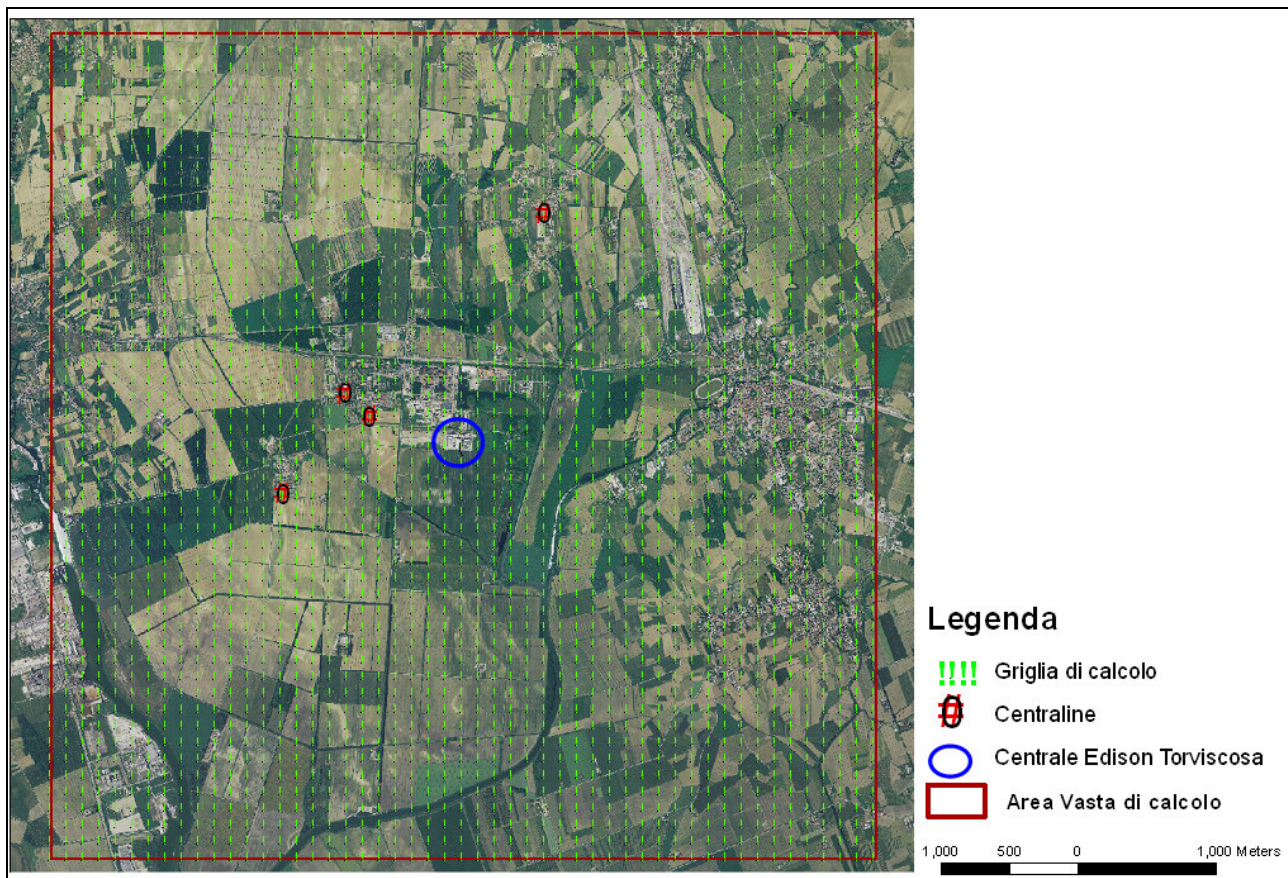 Legenda
!!!! Griglia di calcolo
Centraline
Centrale Edison Torviscosa
Area Vasta di calcolo
1,000 500 0 1,000 Meters